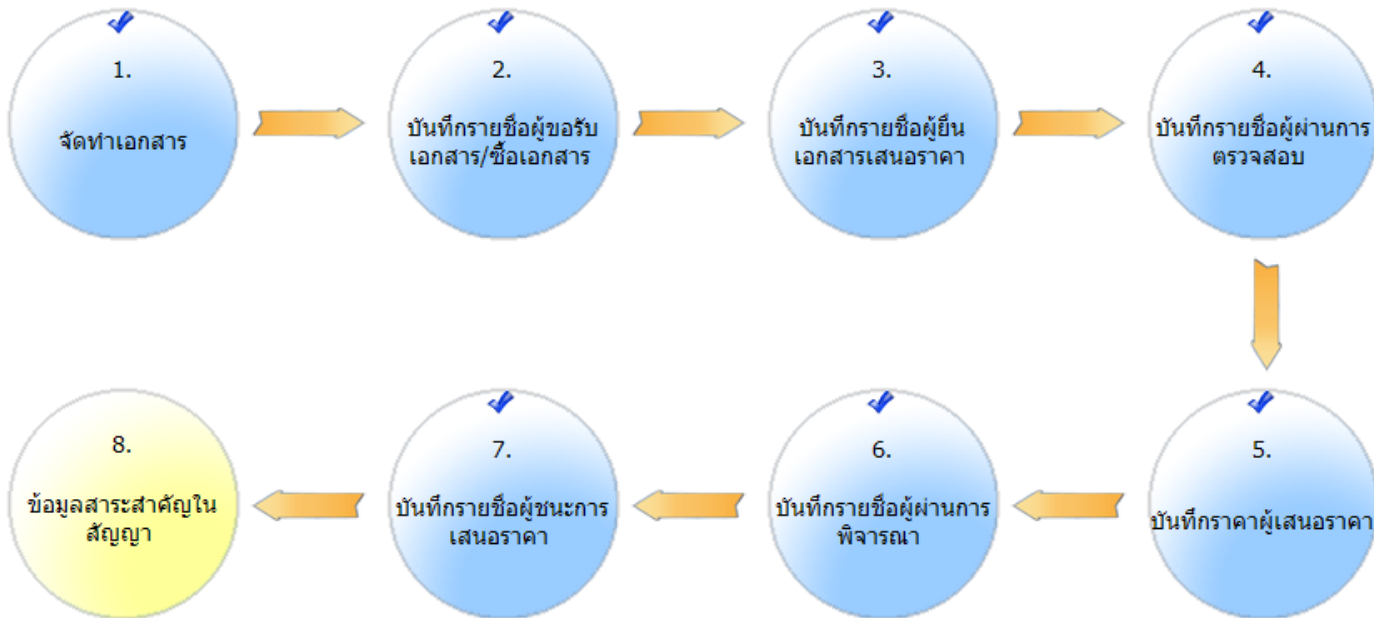 1.
จัดทำเอกสาร
2.
บันทึกรายชื่อผู้ขอรับ
เอกสาร/ซื้อเอกสาร
3.
บันทึกรายชื่อผู้ยื่น
เอกสารเสนอราคา
4.
บันทึกรายชื่อผู้ผ่านการ
ตรวจสอบ
5.
บันทึกราคาผู้เสนอราคา
6.
บันทึกรายชื่อผู้ผ่านการ
พิจารณา
7.
บันทึกรายชื่อผู้ชนะการ
เสนอราคา
8.
ข้อมูลสาระสำคัญใน
สัญญา